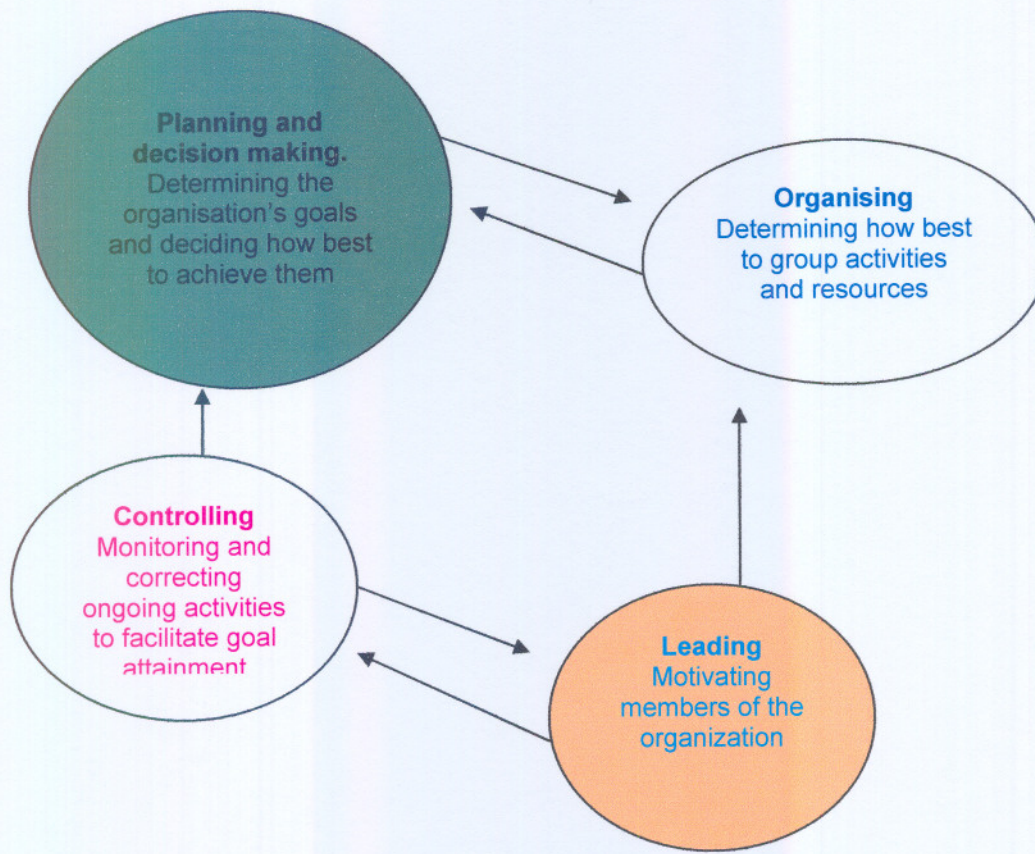 Planning and
decision making.
Determining the
organisation's goals
and deciding how best
to achieve them
Organising
Determining how best
to group activities
and resources
Controlling
Monitoring and
correcting
ongoing activities
to facilitate goal
attainment
Leading
Motivating
members of the
organization